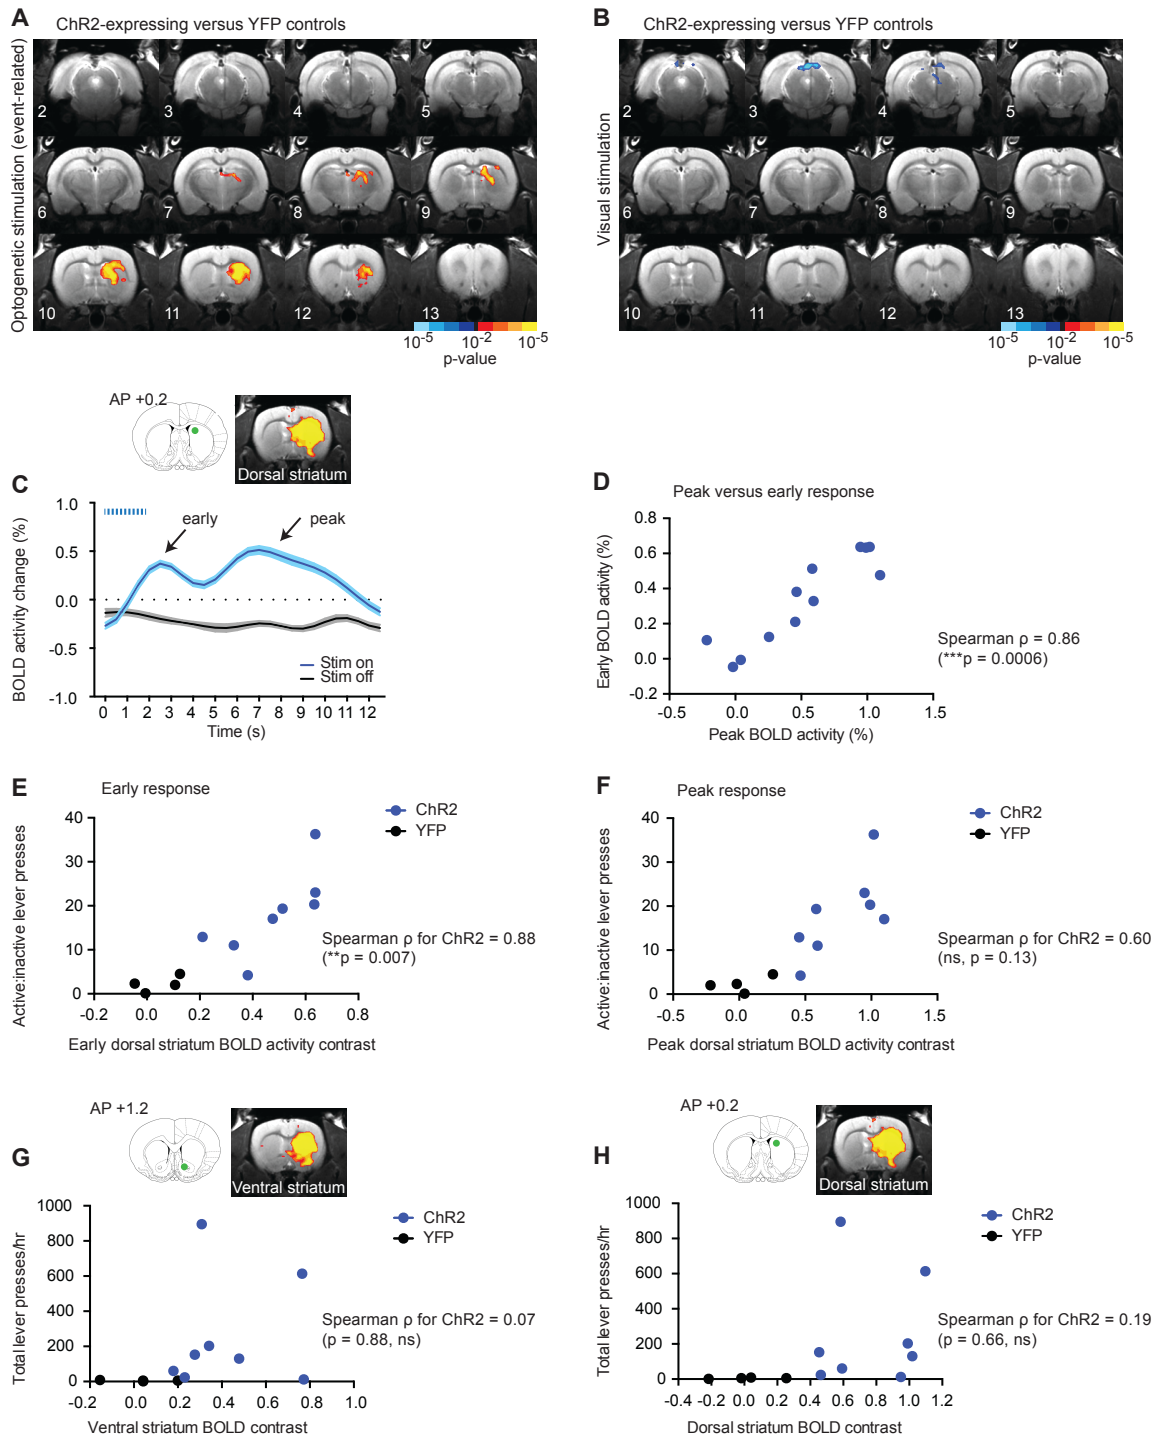 A
ChR2-expressing versus YFP controls
Optogenetic stimulation (event-related)
2
3
4
5
6
7
8
9
10
11
12
13
10-5
10-2
10-5
p-value
B
ChR2-expressing versus YFP controls
Visual stimulation
2
3
4
5
6
7
8
9
10
11
12
13
10-5
10-2
10-5
p-value
AP +0.2
Dorsal striatum
C
BOLD activity change (%)
1.0
0.5
0.0
-0.5
-1.0
early
peak
Stim on
Stim off
0 1 2 3 4 5 6 7 8 9 10 11 12
Time (s)
D
Peak versus early response
Early BOLD activity (%)
0.8
0.6
0.4
0.2
0.0
-0.2
-0.5 0.0 0.5 1.0 1.5
Peak BOLD activity (%)
Spearman ρ = 0.86
(***p = 0.0006)
E
Early response
Active:inactive lever presses
40
30
20
10
0
-0.2 0.0 0.2 0.4 0.6 0.8
Early dorsal striatum BOLD activity contrast
ChR2
YFP
Spearman ρ for ChR2 = 0.88
(**p = 0.007)
F
Peak response
Active:inactive lever presses
40
30
20
10
0
-0.5 0.0 0.5 1.0 1.5
Peak dorsal striatum BOLD activity contrast
ChR2
YFP
Spearman ρ for ChR2 = 0.60
(ns, p = 0.13)
AP +1.2
Ventral striatum
G
Total lever presses/hr
1000
800
600
400
200
0
-0.2 0.0 0.2 0.4 0.6 0.8 1.0
Ventral striatum BOLD contrast
ChR2
YFP
Spearman ρ for ChR2 = 0.07
(p = 0.88, ns)
AP +0.2
Dorsal striatum
H
Total lever presses/hr
1000
800
600
400
200
0
-0.4 -0.2 0.0 0.2 0.4 0.6 0.8 1.0 1.2
Dorsal striatum BOLD contrast
ChR2
YFP
Spearman ρ for ChR2 = 0.19
(p = 0.66, ns)